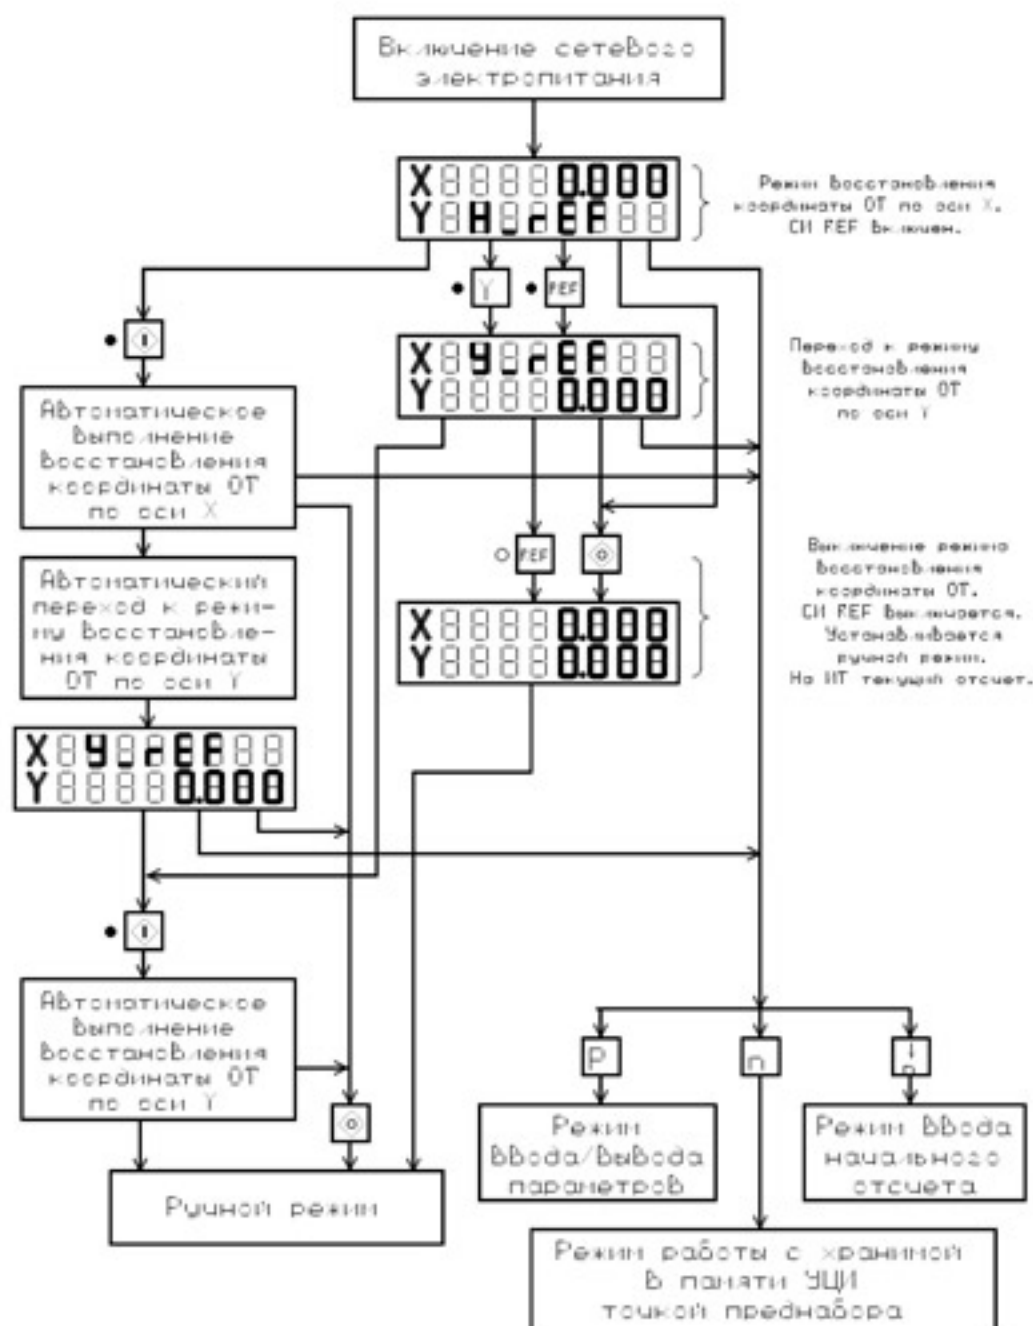 Включение сетевого
электропитания
X 0.000
Y H_rEF
Режим восстановления
координаты ОТ по оси X.
СИ REF включен.
Y
REF
X Y_rEF
Y 0.000
Переход к режиму
восстановления
координаты ОТ
по оси Y
Автоматическое
выполнение
восстановления
координаты ОТ
по оси X
REF
Выключение режима
восстановления
координаты ОТ.
СИ REF выключается.
Устанавливается
ручной режим.
На ИТ текущий отсчет.
Автоматический
переход к режи-
му восстановле-
ния координаты
ОТ по оси Y
X 0.000
Y 0.000
X Y_rEF
Y 0.000
Автоматическое
выполнение
восстановления
координаты ОТ
по оси Y
P
n
Режим
ввода/вывода
параметров
Режим ввода
начального
отсчета
Ручной режим
Режим работы с хранимой
в памяти УЦИ
точкой преднабора